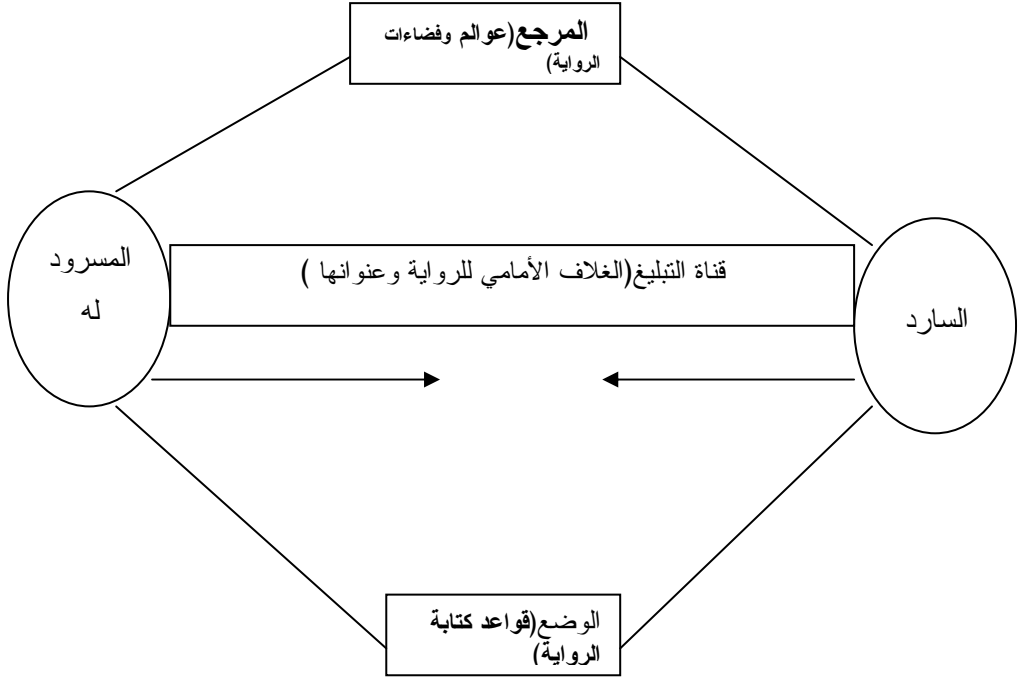 المرجع(عوالم وفضاءات
الرواية)
المسرود
له
قناة التبليغ(الغلاف الأمامي للرواية وعنوانها )
السارد
الوضع(قواعد كتابة
الرواية)